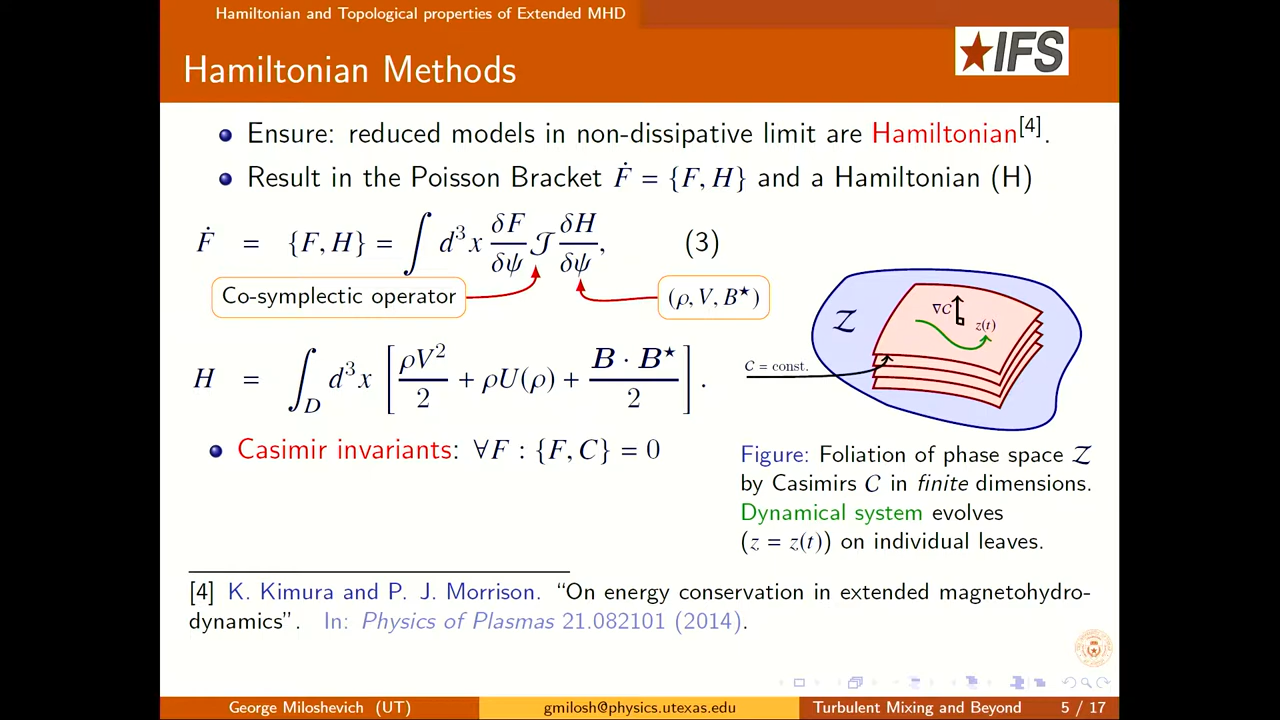 Hamiltonian and Topological properties of Extended MHD
IFS
Hamiltonian Methods
Ensure: reduced models in non-dissipative limit are Hamiltonian[4].
Result in the Poisson Bracket Ḟ = {F, H} and a Hamiltonian (H)
Ḟ = {F, H} = ∫ d³x δF/δψ 𝒥 δH/δψ, (3)
Co-symplectic operator
(ρ, V, B★)
H = ∫_D d³x [ρV²/2 + ρU(ρ) + B · B★/2].
Casimir invariants: ∀F : {F, C} = 0
𝒵
∇C
z(t)
C = const.
Figure: Foliation of phase space 𝒵
by Casimirs C in finite dimensions.
Dynamical system evolves
(z = z(t)) on individual leaves.
[4] K. Kimura and P. J. Morrison. “On energy conservation in extended magnetohydro-
dynamics”. In: Physics of Plasmas 21.082101 (2014).
George Miloshevich (UT)
gmilosh@physics.utexas.edu
Turbulent Mixing and Beyond
5 / 17